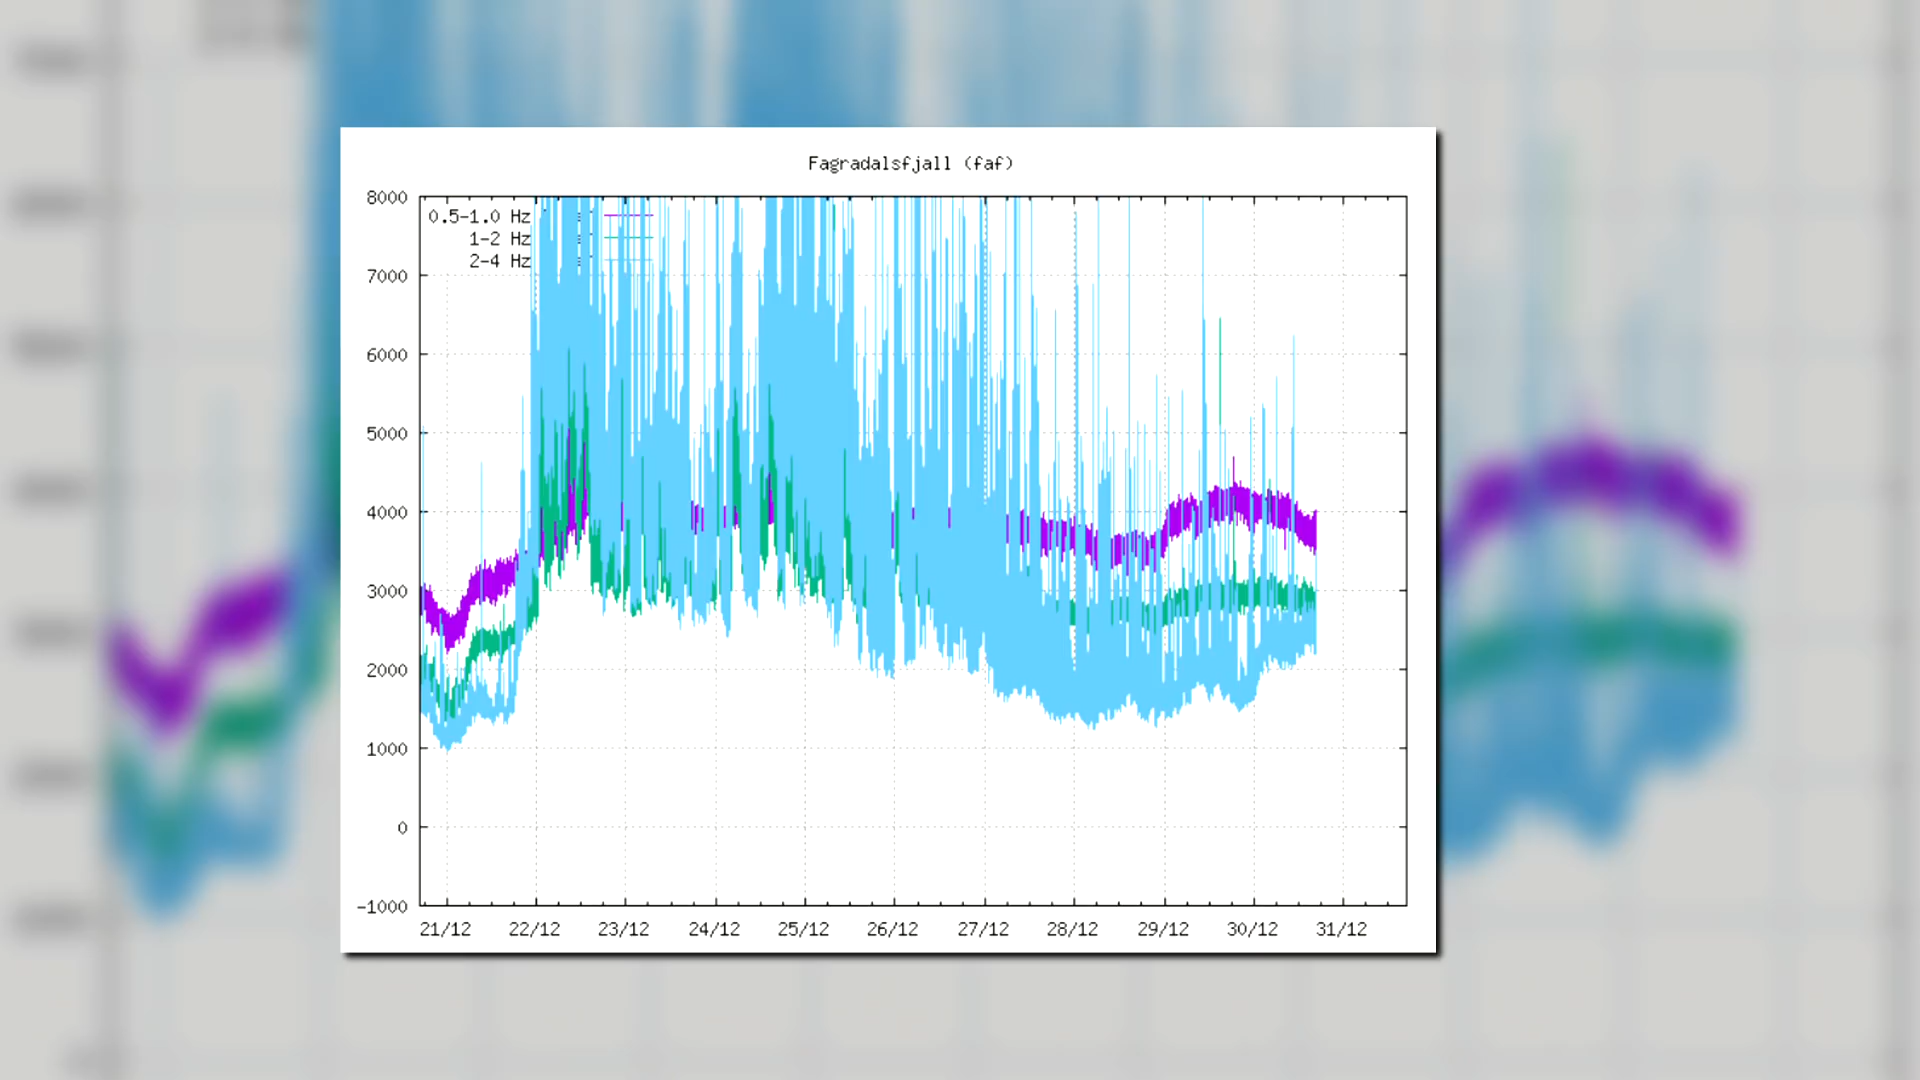 Fagradalsfjall (faf)
8000
0.5-1.0 Hz
1-2 Hz
2-4 Hz
7000
6000
5000
4000
3000
2000
1000
0
-1000
21/12 22/12 23/12 24/12 25/12 26/12 27/12 28/12 29/12 30/12 31/12